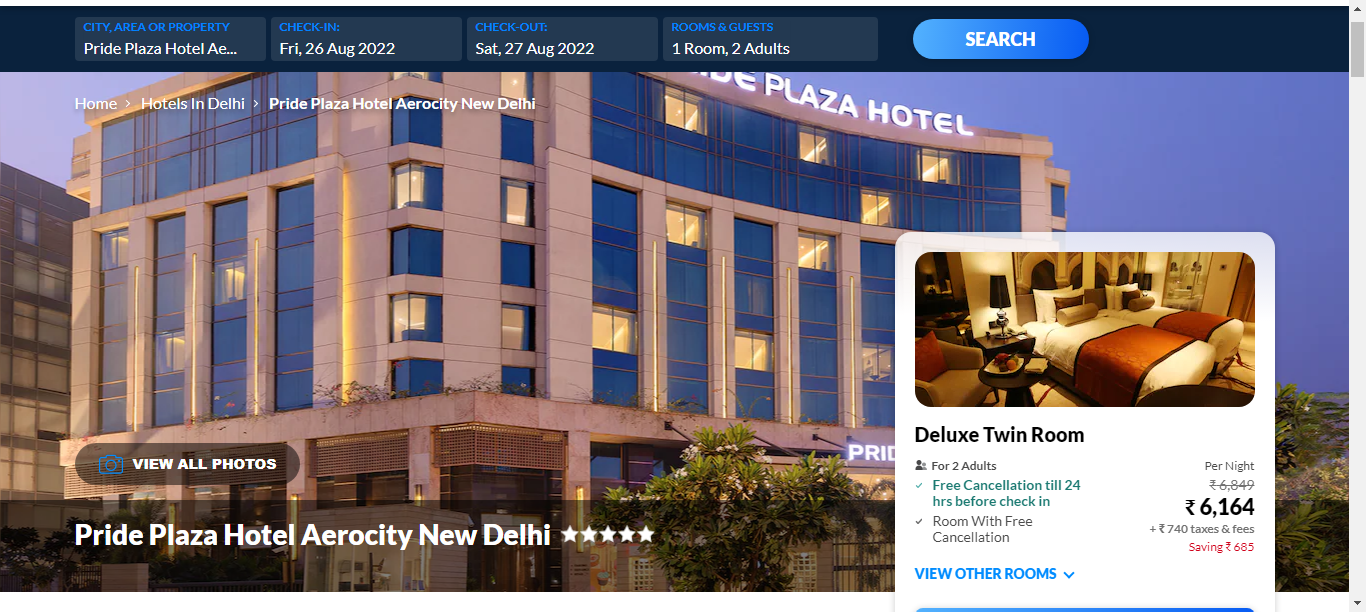 CITY, AREA OR PROPERTY
Pride Plaza Hotel Ae...
CHECK-IN:
Fri, 26 Aug 2022
CHECK-OUT:
Sat, 27 Aug 2022
ROOMS & GUESTS
1 Room, 2 Adults
SEARCH
Home › Hotels In Delhi › Pride Plaza Hotel Aerocity New Delhi
PRIDE PLAZA HOTEL
PRID
VIEW ALL PHOTOS
Pride Plaza Hotel Aerocity New Delhi
Deluxe Twin Room
For 2 Adults
Free Cancellation till 24
hrs before check in
Room With Free
Cancellation
Per Night
₹ 6,849
₹ 6,164
+ ₹ 740 taxes & fees
Saving ₹ 685
VIEW OTHER ROOMS